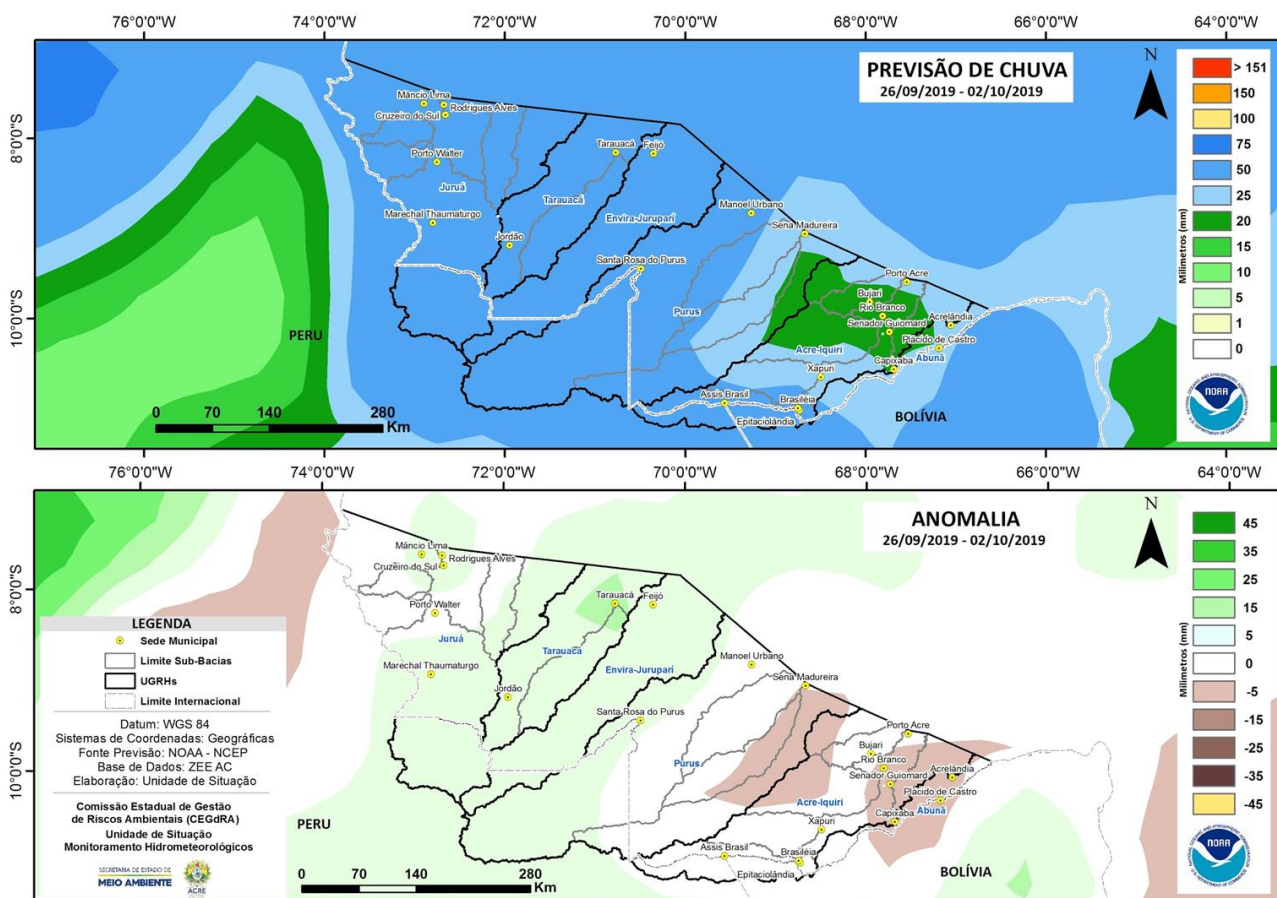 76°0'0"W 74°0'0"W 72°0'0"W 70°0'0"W 68°0'0"W 66°0'0"W 64°0'0"W
PREVISÃO DE CHUVA
26/09/2019 - 02/10/2019
N
8°0'0"S
10°0'0"S
Mâncio Lima
Rodrigues Alves
Cruzeiro do Sul
Porto Walter
Juruá
Marechal Thaumaturgo
Jordão
Tarauacá
Feijó
Tarauacá
Envira-Juruparí
Santa Rosa do Purus
Manoel Urbano
Sena Madureira
Purus
Porto Acre
Bujari
Rio Branco
Senador Guiomard
Acrelândia
Plácido de Castro
Acre-Iquiri
Abunã
Capixaba
Xapuri
Assis Brasil
Brasiléia
Epitaciolândia
PERU
BOLÍVIA
0 70 140 280
Km
Milímetros (mm)
> 151
150
100
75
50
25
20
15
10
5
1
0
NOAA
76°0'0"W 74°0'0"W 72°0'0"W 70°0'0"W 68°0'0"W 66°0'0"W 64°0'0"W
ANOMALIA
26/09/2019 - 02/10/2019
N
8°0'0"S
10°0'0"S
Mâncio Lima
Rodrigues Alves
Cruzeiro do Sul
Porto Walter
Juruá
Marechal Thaumaturgo
Jordão
Tarauacá
Feijó
Tarauacá
Envira-Juruparí
Santa Rosa do Purus
Manoel Urbano
Sena Madureira
Purus
Porto Acre
Bujari
Rio Branco
Senador Guiomard
Acrelândia
Plácido de Castro
Acre-Iquiri
Abunã
Capixaba
Xapuri
Assis Brasil
Brasiléia
Epitaciolândia
PERU
BOLÍVIA
0 70 140 280
Km
Milímetros (mm)
45
35
25
15
5
0
-5
-15
-25
-35
-45
NOAA
LEGENDA
Sede Municipal
Limite Sub-Bacias
UGRHs
Limite Internacional
Datum: WGS 84
Sistemas de Coordenadas: Geográficas
Fonte Previsão: NOAA - NCEP
Base de Dados: ZEE AC
Elaboração: Unidade de Situação
Comissão Estadual de Gestão
de Riscos Ambientais (CEGdRA)
Unidade de Situação
Monitoramento Hidrometeorológicos
SECRETARIA DE ESTADO DE
MEIO AMBIENTE
ACRE